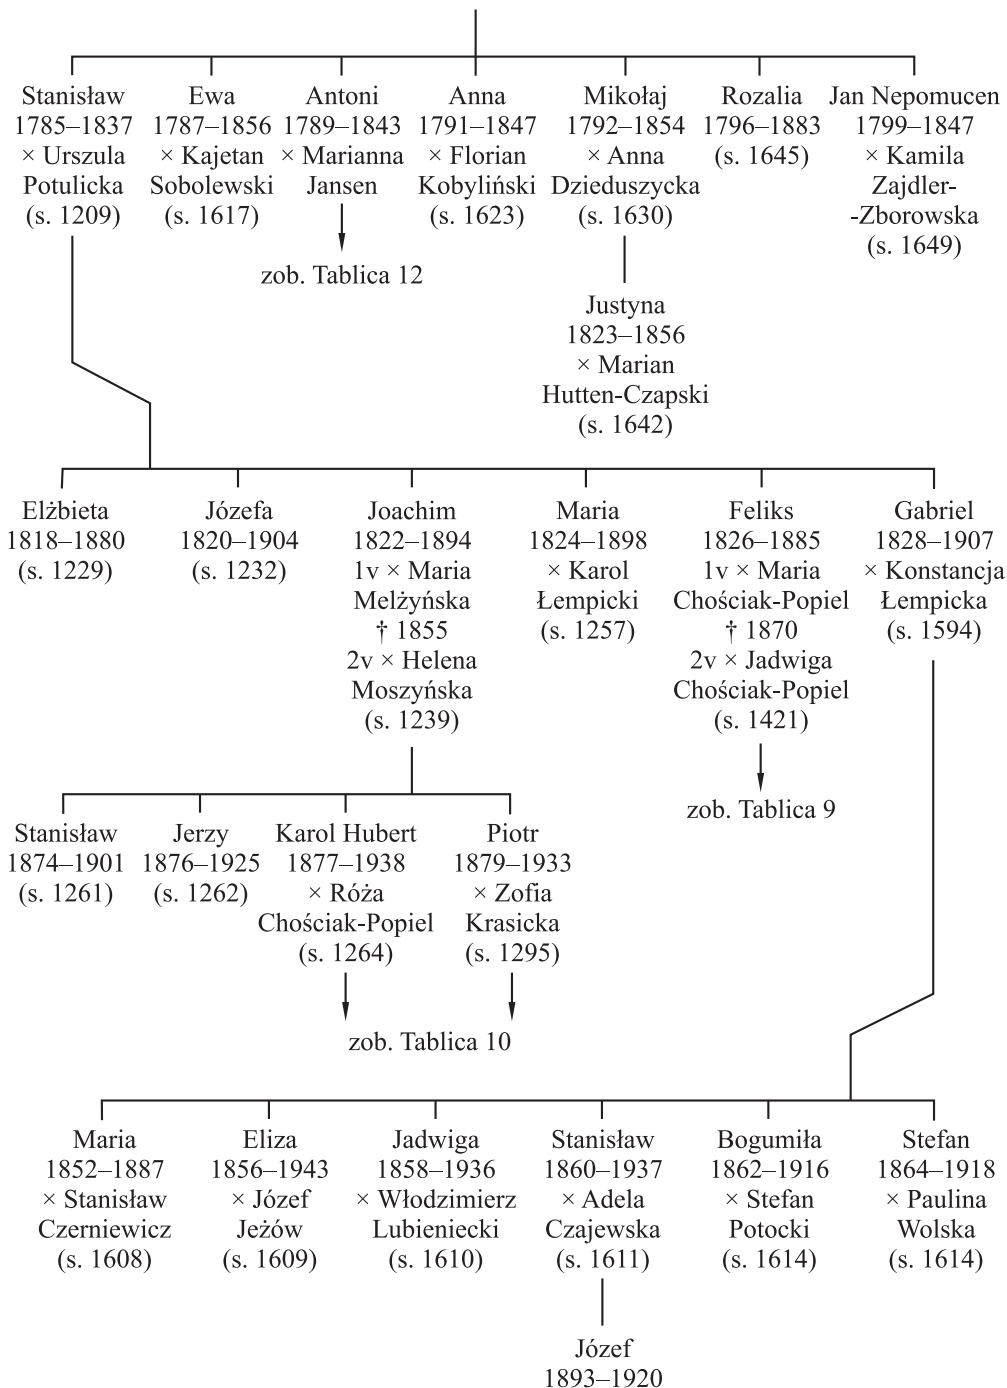 Stanisław
1785–1837
× Urszula
Potulicka
(s. 1209)
Ewa
1787–1856
× Kajetan
Sobolewski
(s. 1617)
Antoni
1789–1843
× Marianna
Jansen
zob. Tablica 12
Anna
1791–1847
× Florian
Kobyliński
(s. 1623)
Mikołaj
1792–1854
× Anna
Dzieduszycka
(s. 1630)
Rozalia
1796–1883
(s. 1645)
Jan Nepomucen
1799–1847
× Kamila
Zajdler-
-Zborowska
(s. 1649)
Justyna
1823–1856
× Marian
Hutten-Czapski
(s. 1642)
Elżbieta
1818–1880
(s. 1229)
Józefa
1820–1904
(s. 1232)
Joachim
1822–1894
1v × Maria
Melżyńska
† 1855
2v × Helena
Moszyńska
(s. 1239)
Maria
1824–1898
× Karol
Łempicki
(s. 1257)
Feliks
1826–1885
1v × Maria
Chościak-Popiel
† 1870
2v × Jadwiga
Chościak-Popiel
(s. 1421)
zob. Tablica 9
Gabriel
1828–1907
× Konstancja
Łempicka
(s. 1594)
Stanisław
1874–1901
(s. 1261)
Jerzy
1876–1925
(s. 1262)
Karol Hubert
1877–1938
× Róża
Chościak-Popiel
(s. 1264)
Piotr
1879–1933
× Zofia
Krasicka
(s. 1295)
zob. Tablica 10
Maria
1852–1887
× Stanisław
Czerniewicz
(s. 1608)
Eliza
1856–1943
× Józef
Jeżów
(s. 1609)
Jadwiga
1858–1936
× Włodzimierz
Lubieniecki
(s. 1610)
Stanisław
1860–1937
× Adela
Czajewska
(s. 1611)
Bogumiła
1862–1916
× Stefan
Potocki
(s. 1614)
Stefan
1864–1918
× Paulina
Wolska
(s. 1614)
Józef
1893–1920